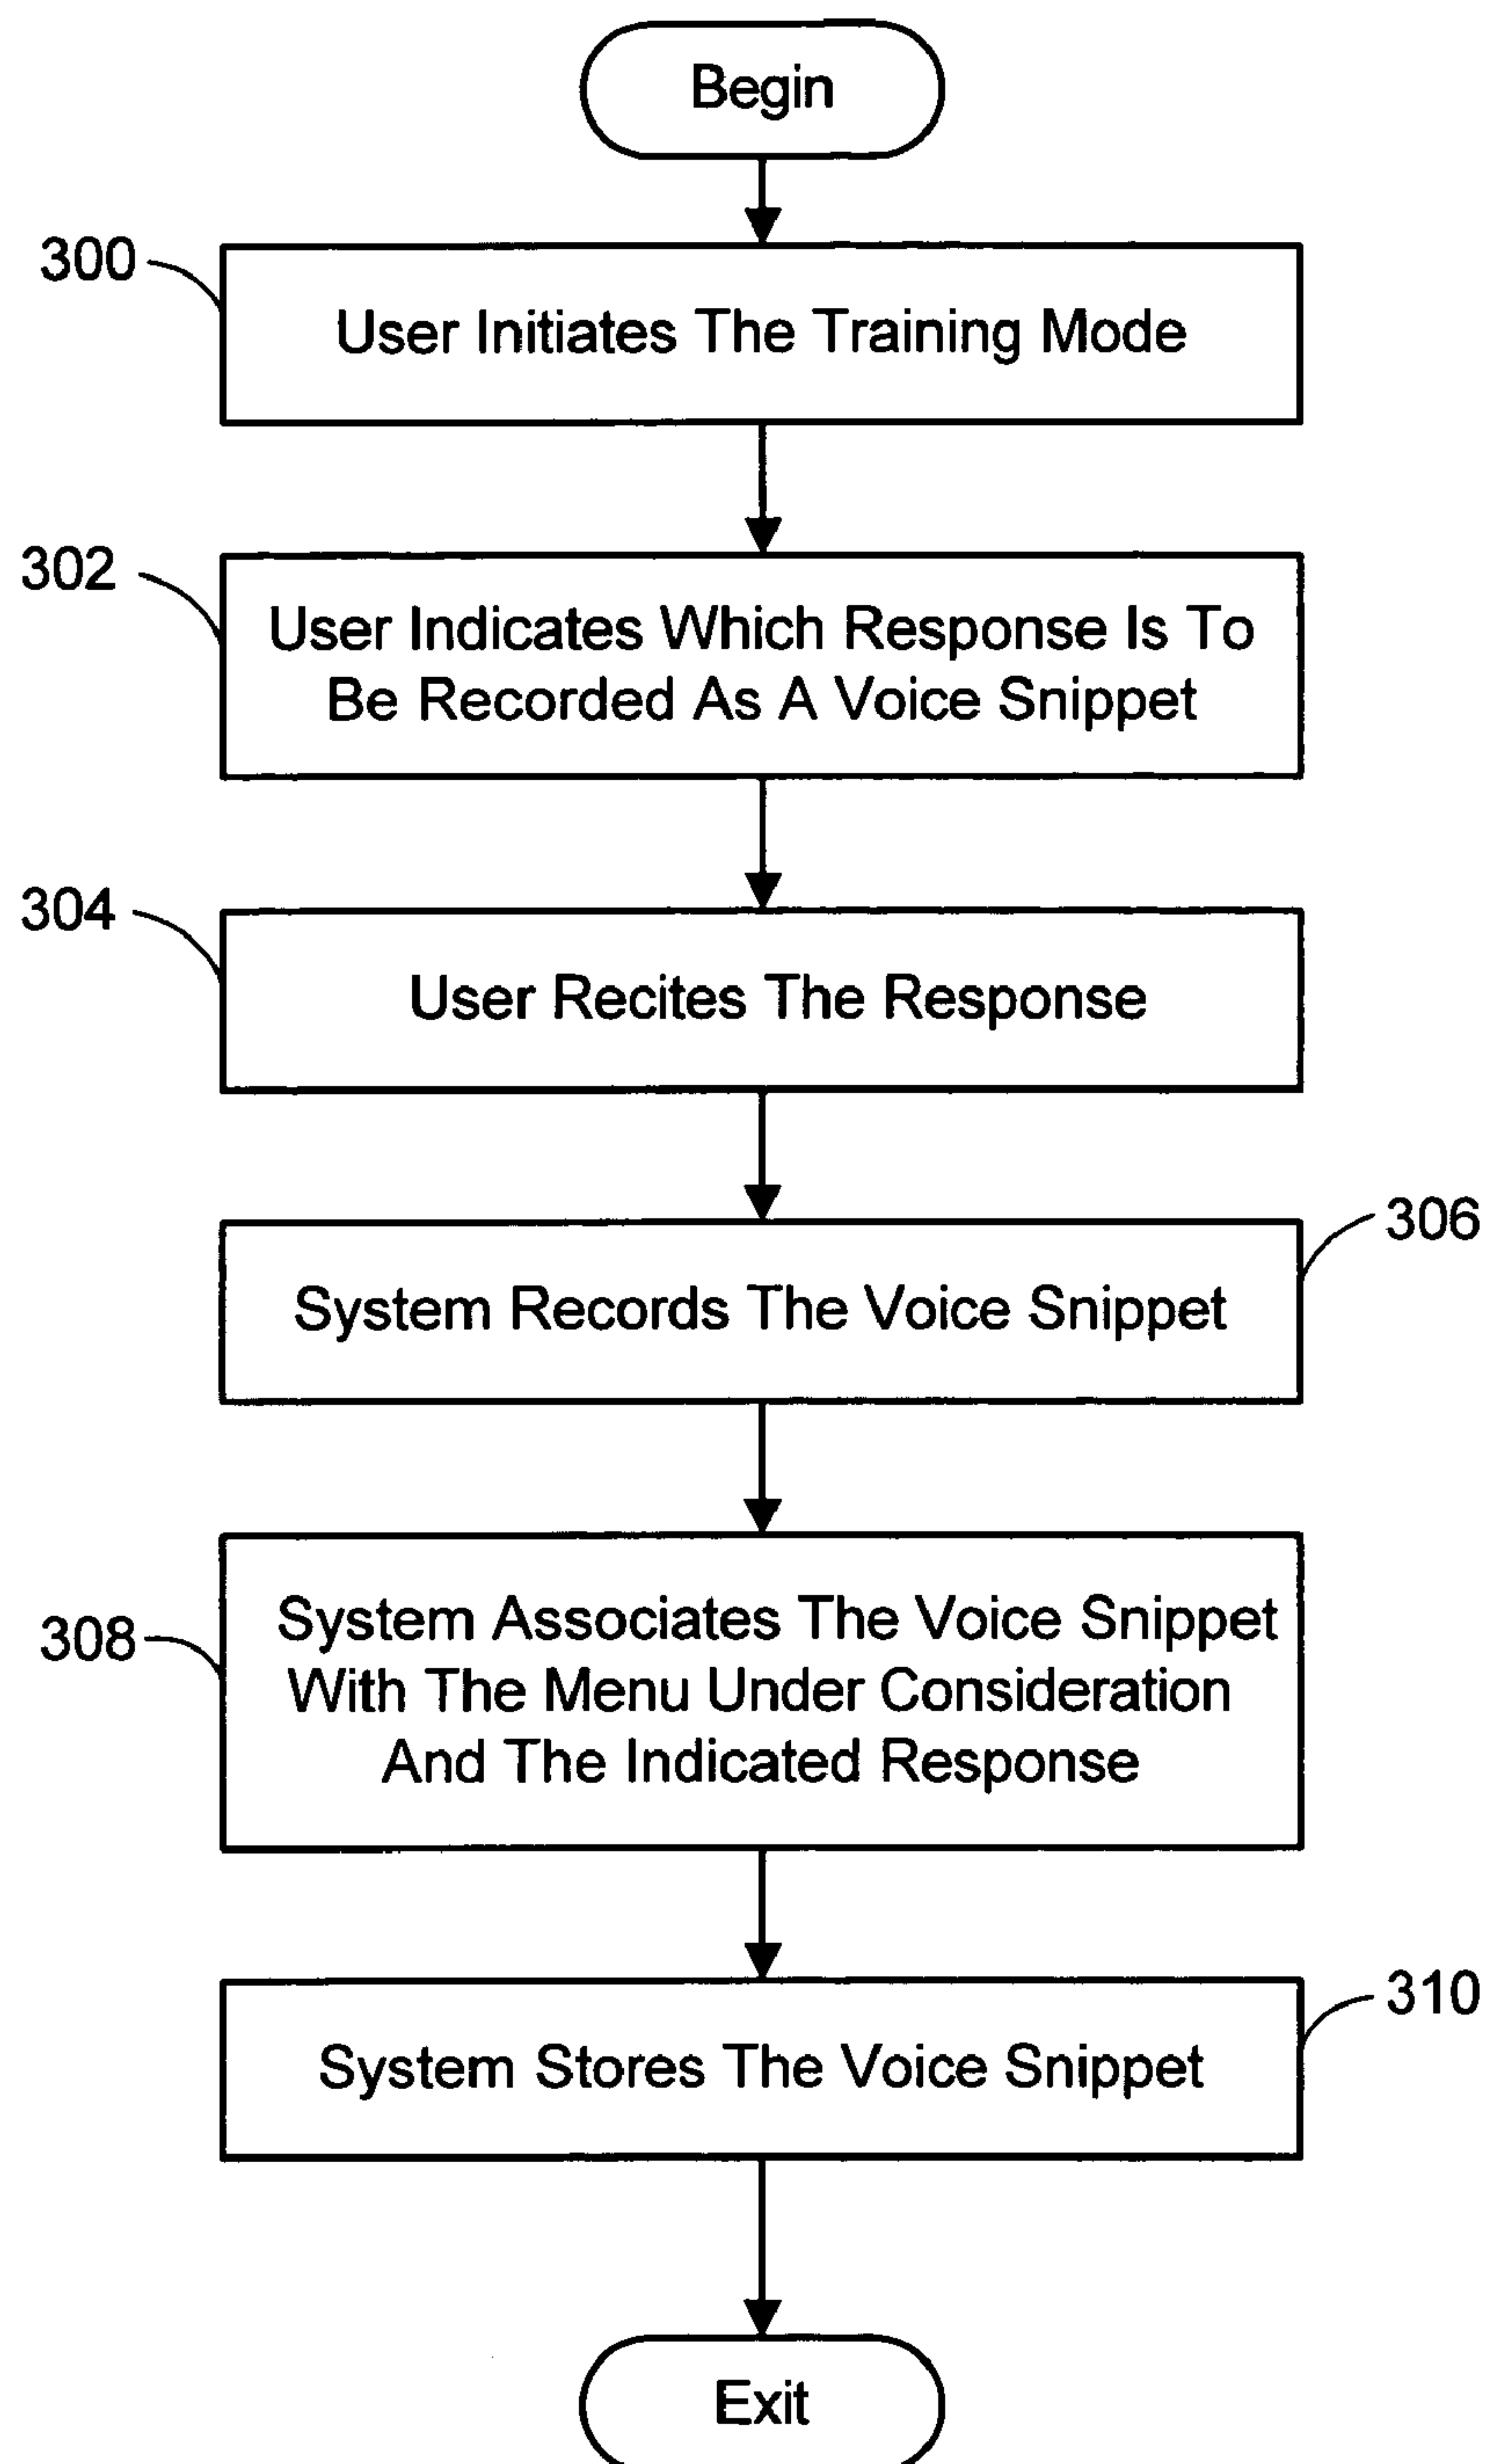 Begin
300
User Initiates The Training Mode
302
User Indicates Which Response Is To
Be Recorded As A Voice Snippet
304
User Recites The Response
306
System Records The Voice Snippet
308
System Associates The Voice Snippet
With The Menu Under Consideration
And The Indicated Response
310
System Stores The Voice Snippet
Exit